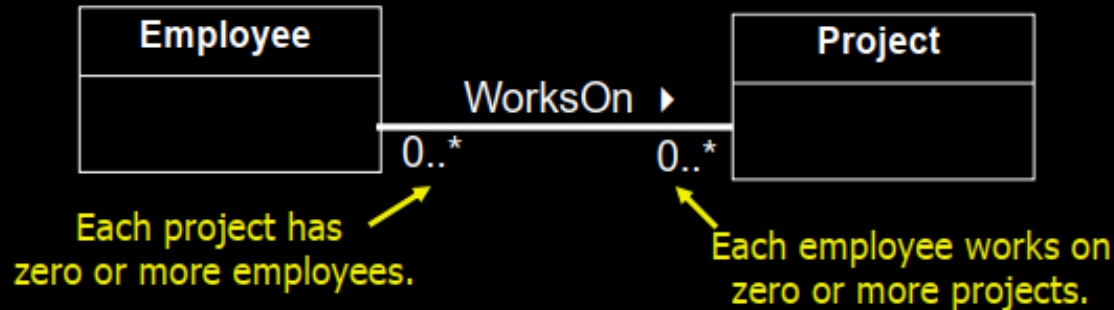 Employee
Project
WorksOn
0..*
0..*
Each project has
zero or more employees.
Each employee works on
zero or more projects.